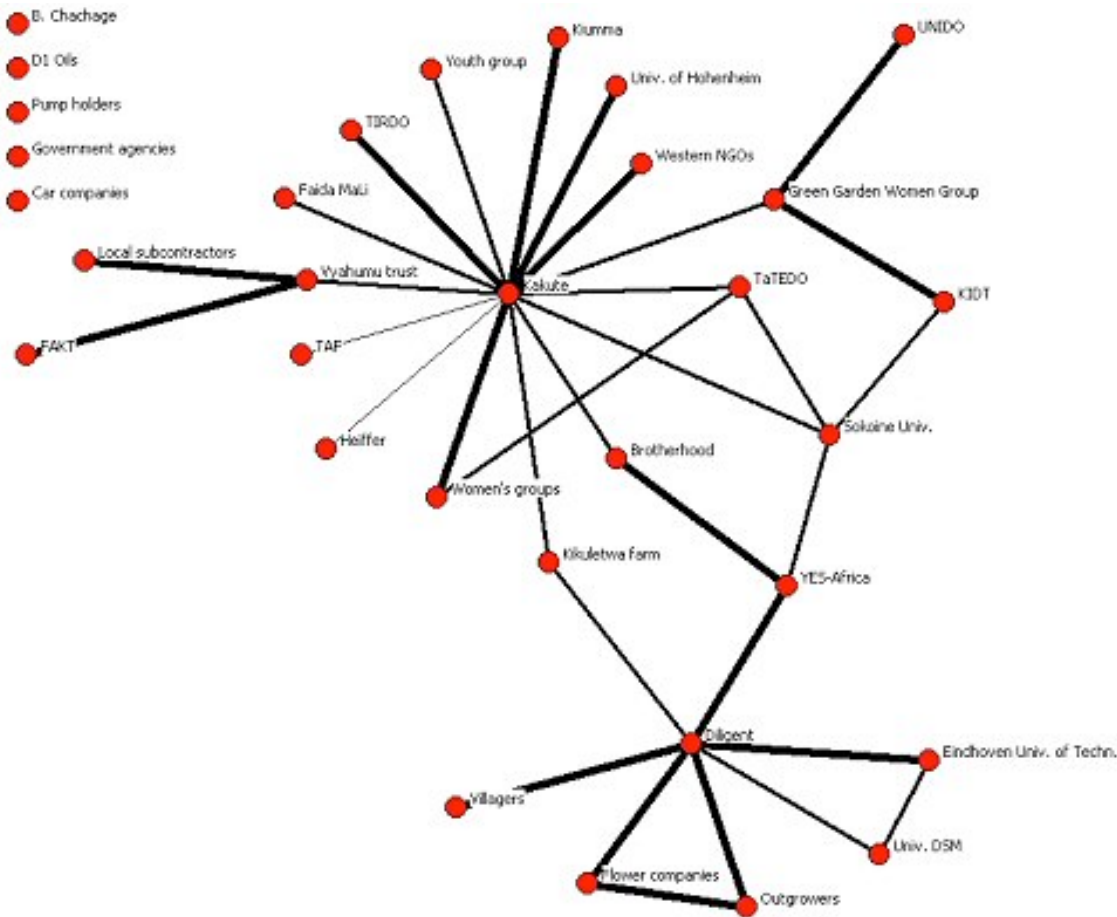 B. Chachage
D1 Oils
Pump holders
Government agencies
Car companies
Kiumma
UNIDO
Youth group
Univ. of Hohenheim
TIRDO
Western NGOs
Faida MaLi
Green Garden Women Group
Local subcontractors
Vyahumu trust
Kakute
TaTEDO
KIDT
FAKT
TAF
Sokoine Univ.
Heiffer
Brotherhood
Women's groups
Kikuletwa farm
YES-Africa
Diligent
Eindhoven Univ. of Techn.
Villagers
Univ. DSM
Flower companies
Outgrowers